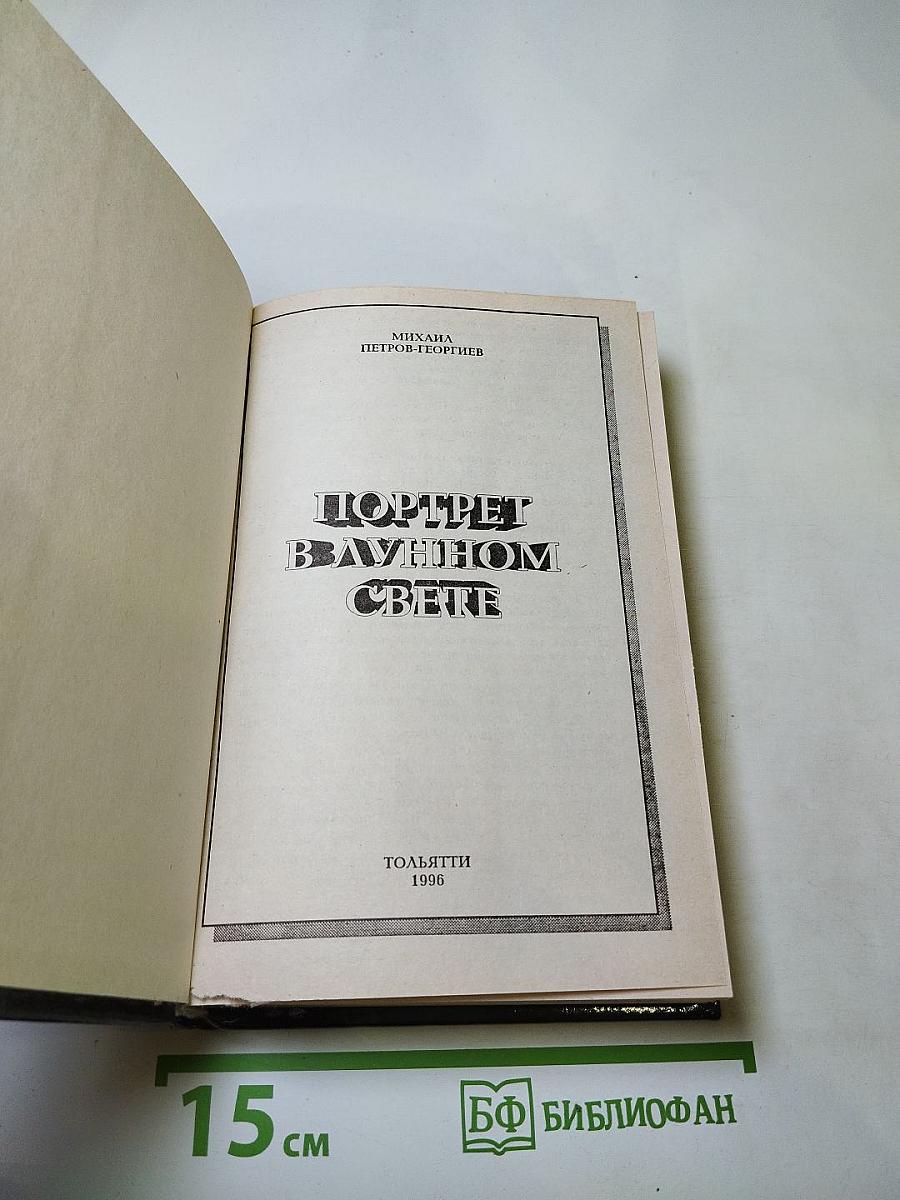 МИХАИЛ
ПЕТРОВ-ГЕОРГИЕВ
ПОРТРЕТ
В ЛУННОМ
СВЕТЕ
ТОЛЬЯТТИ
1996
15 см
БФ БИБЛИОФАН